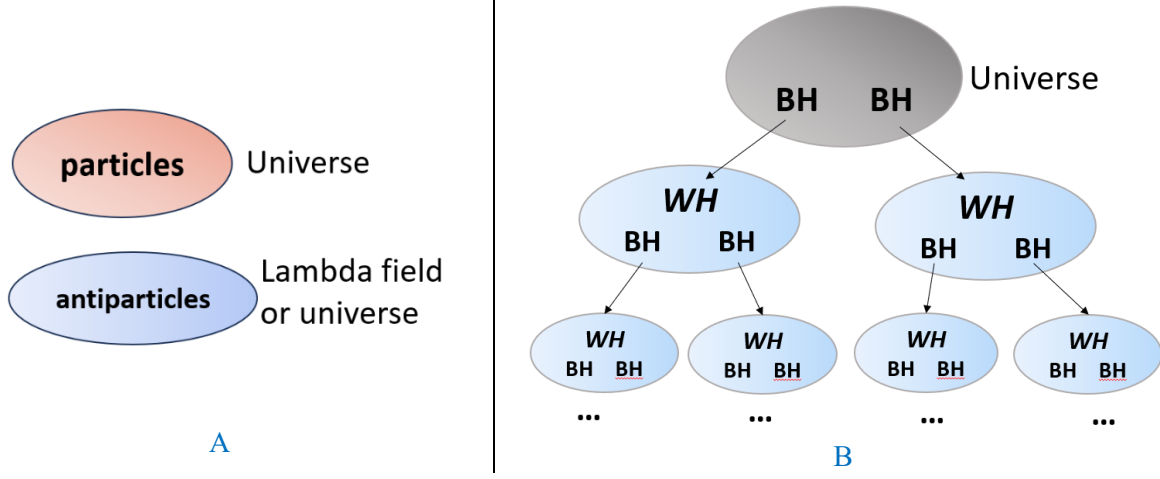 particles
Universe
antiparticles
Lambda field
or universe
A
BH BH
Universe
WH
BH BH
WH
BH BH
WH
BH BH
WH
BH BH
WH
BH BH
WH
BH BH
... ... ... ...
B